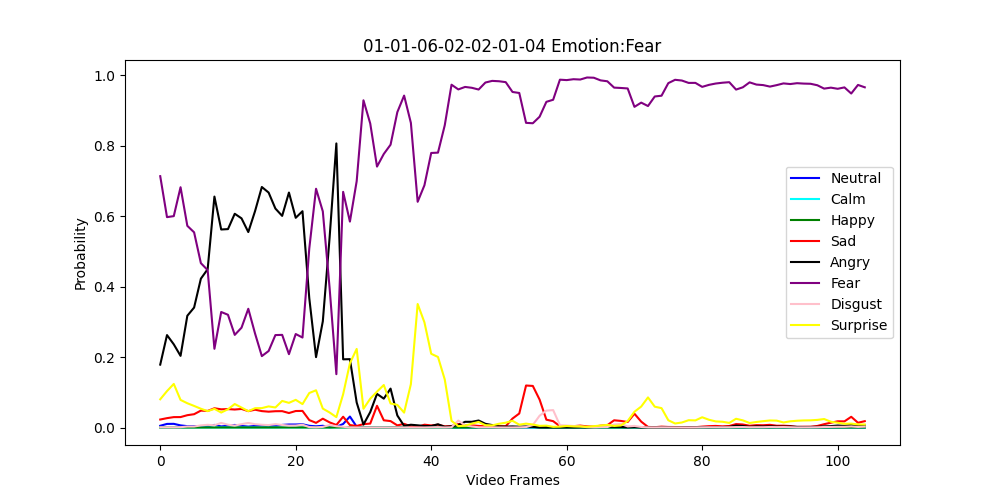 01-01-06-02-02-01-04 Emotion:Fear
1.0
0.8
0.6
0.4
0.2
0.0
Probability
0
20
40
60
80
100
Video Frames
Neutral
Calm
Happy
Sad
Angry
Fear
Disgust
Surprise